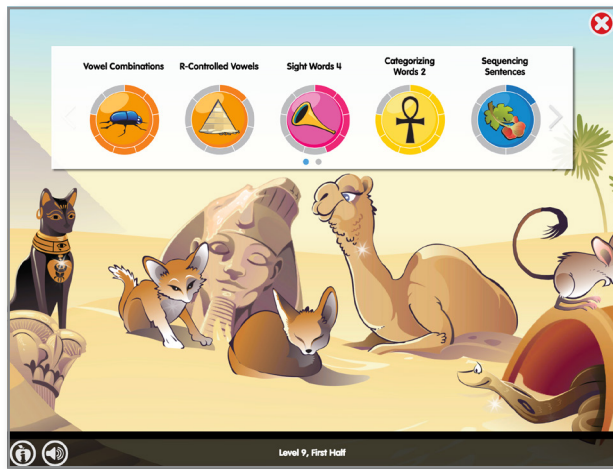 Vowel Combinations
R-Controlled Vowels
Sight Words 4
Categorizing
Words 2
Sequencing
Sentences
Level 9, First Half